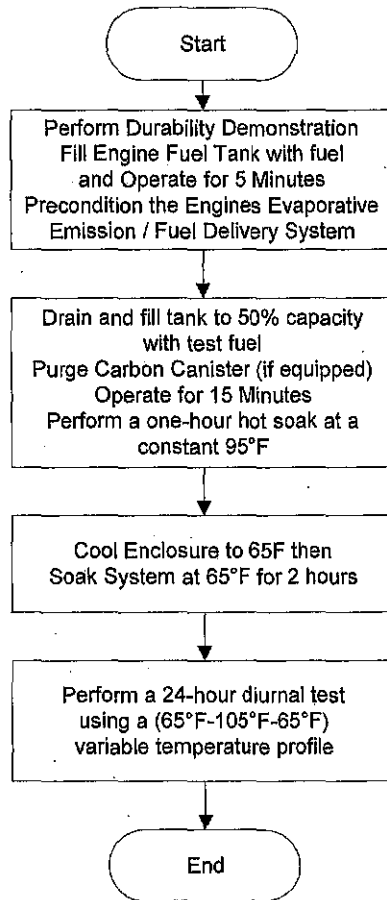 Start
Perform Durability Demonstration
Fill Engine Fuel Tank with fuel
and Operate for 5 Minutes
Precondition the Engines Evaporative
Emission / Fuel Delivery System
Drain and fill tank to 50% capacity
with test fuel
Purge Carbon Canister (if equipped)
Operate for 15 Minutes
Perform a one-hour hot soak at a
constant 95°F
Cool Enclosure to 65F then
Soak System at 65°F for 2 hours
Perform a 24-hour diurnal test
using a (65°F-105°F-65°F)
variable temperature profile
End